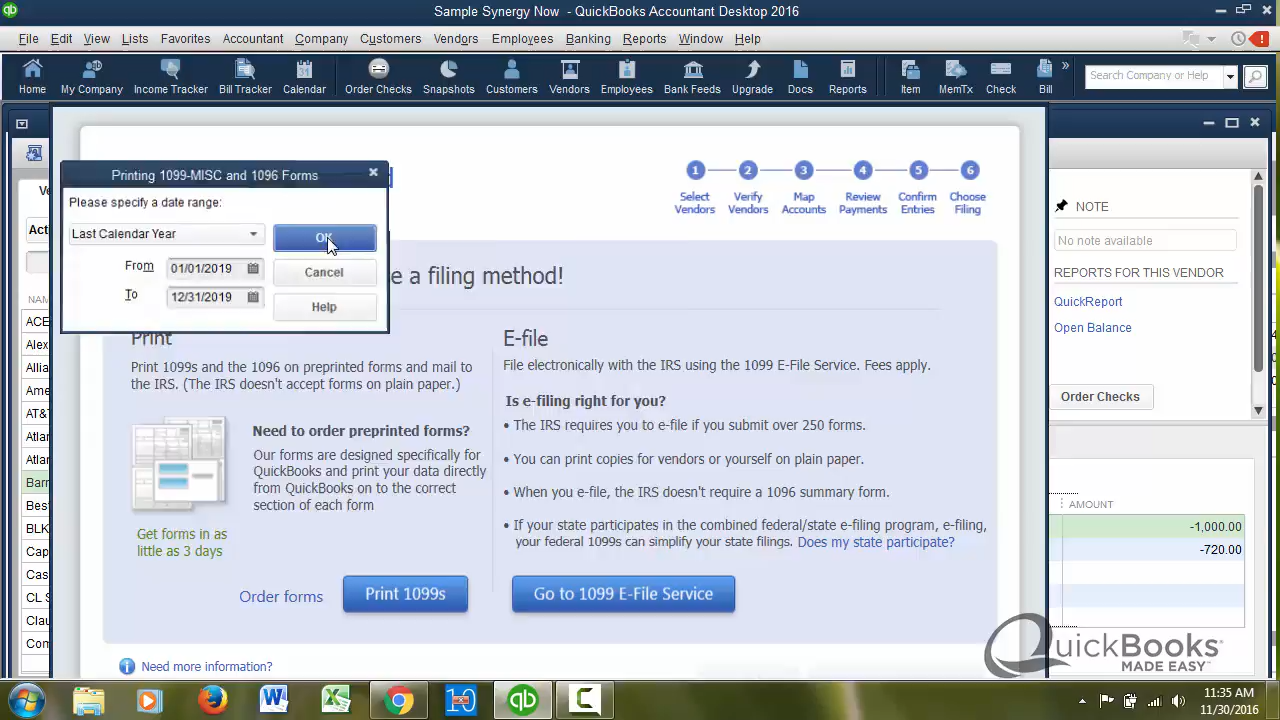 Sample Synergy Now - QuickBooks Accountant Desktop 2016
File Edit View Lists Favorites Accountant Company Customers Vendors Employees Banking Reports Window Help
Home My Company Income Tracker Bill Tracker Calendar Order Checks Snapshots Customers Vendors Employees Bank Feeds Upgrade Docs Reports Item MemTx Check Bill
Search Company or Help
Printing 1099-MISC and 1096 Forms
Please specify a date range:
Last Calendar Year
OK
From 01/01/2019
Cancel
To 12/31/2019
Help
1 2 3 4 5 6
Select Vendors
Verify Vendors
Map Accounts
Review Payments
Confirm Entries
Choose Filing
e a filing method!
Print
Print 1099s and the 1096 on preprinted forms and mail to
the IRS. (The IRS doesn't accept forms on plain paper.)
Need to order preprinted forms?
Our forms are designed specifically for
QuickBooks and print your data directly
from QuickBooks on to the correct
section of each form
Get forms in as
little as 3 days
Order forms
Print 1099s
E-file
File electronically with the IRS using the 1099 E-File Service. Fees apply.
Is e-filing right for you?
• The IRS requires you to e-file if you submit over 250 forms.
• You can print copies for vendors or yourself on plain paper.
• When you e-file, the IRS doesn't require a 1096 summary form.
• If your state participates in the combined federal/state e-filing program, e-filing,
your federal 1099s can simplify your state filings. Does my state participate?
Go to 1099 E-File Service
Need more information?
Ve
Act
NAM
ACE
Alex
Allia
Ame
AT&T
Atlar
Atlar
Barr
Best
BLK
Cap
Cas
CL S
Clau
Com
NOTE
No note available
REPORTS FOR THIS VENDOR
QuickReport
Open Balance
Order Checks
AMOUNT
-1,000.00
-720.00
QuickBooks
MADE EASY™
11:35 AM
11/30/2016